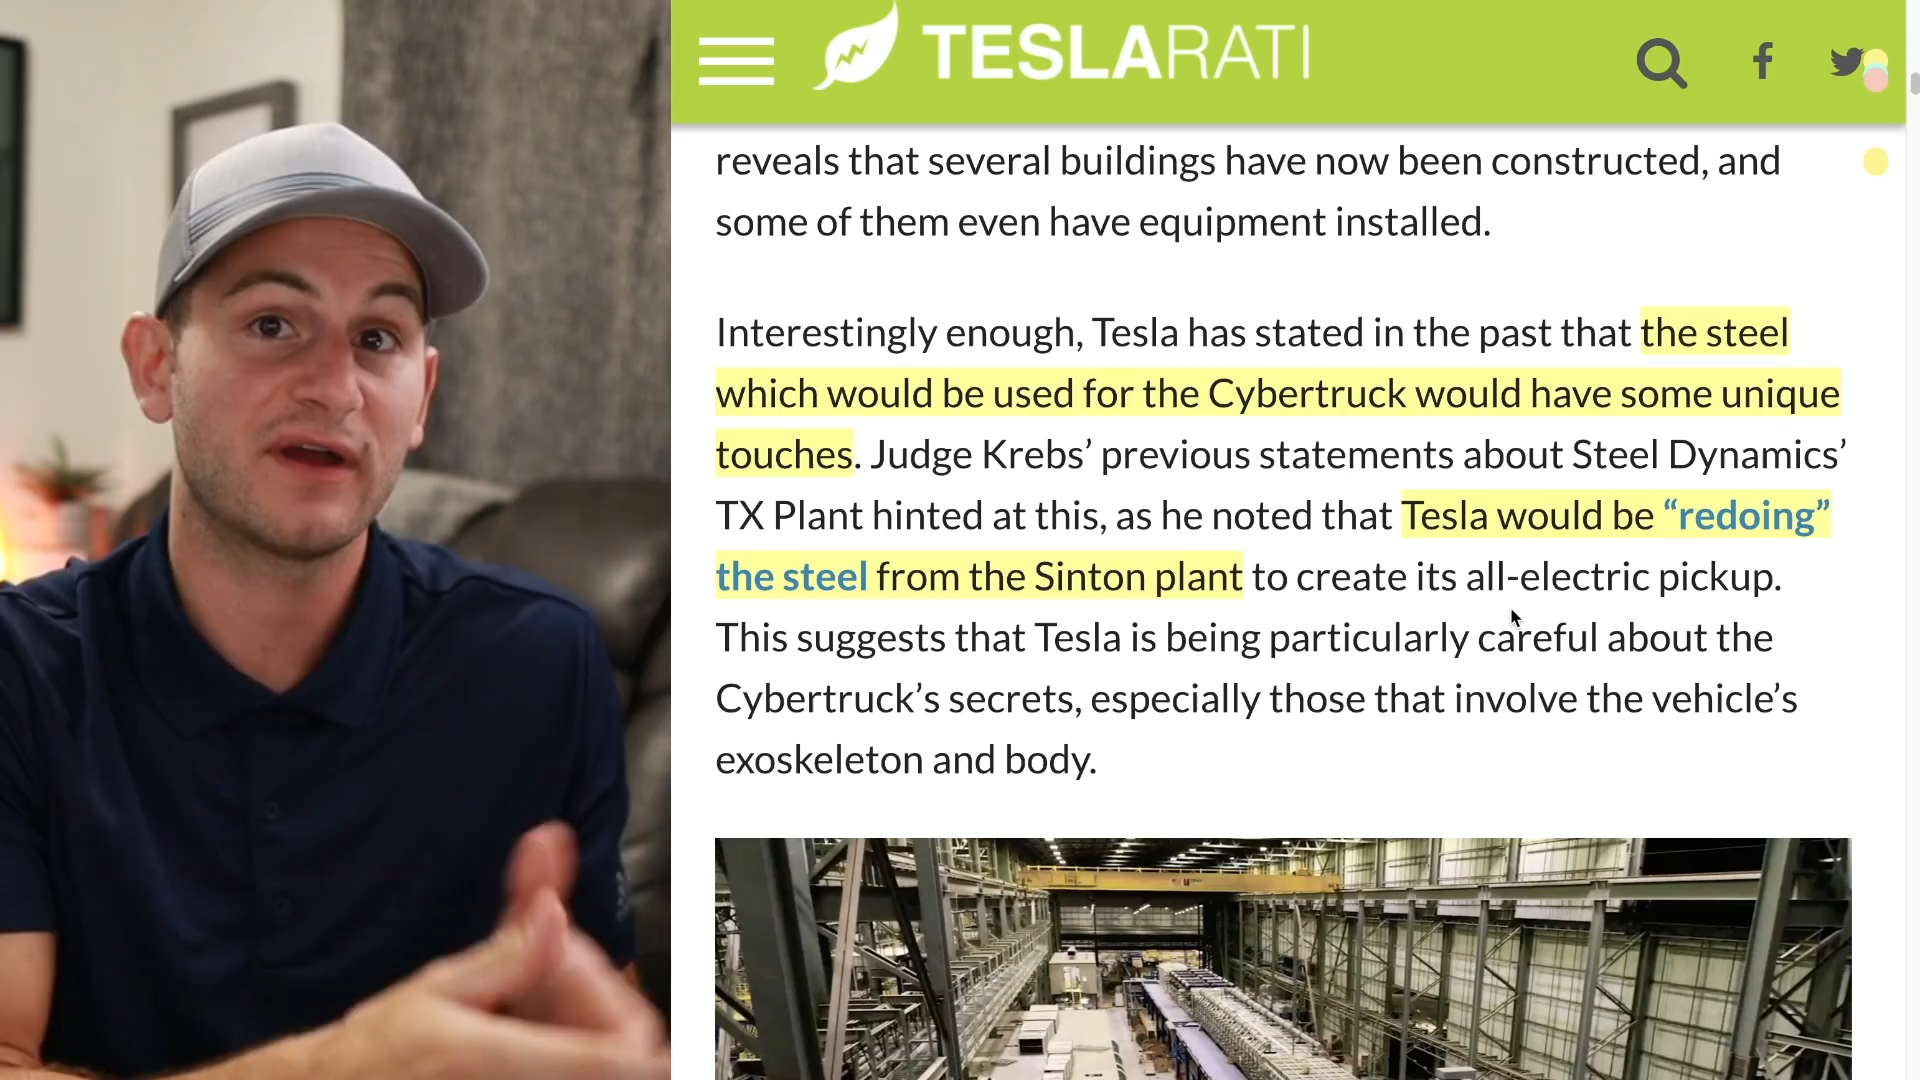 TESLARATI
reveals that several buildings have now been constructed, and
some of them even have equipment installed.
Interestingly enough, Tesla has stated in the past that the steel
which would be used for the Cybertruck would have some unique
touches. Judge Krebs’ previous statements about Steel Dynamics’
TX Plant hinted at this, as he noted that Tesla would be “redoing”
the steel from the Sinton plant to create its all-electric pickup.
This suggests that Tesla is being particularly careful about the
Cybertruck’s secrets, especially those that involve the vehicle’s
exoskeleton and body.